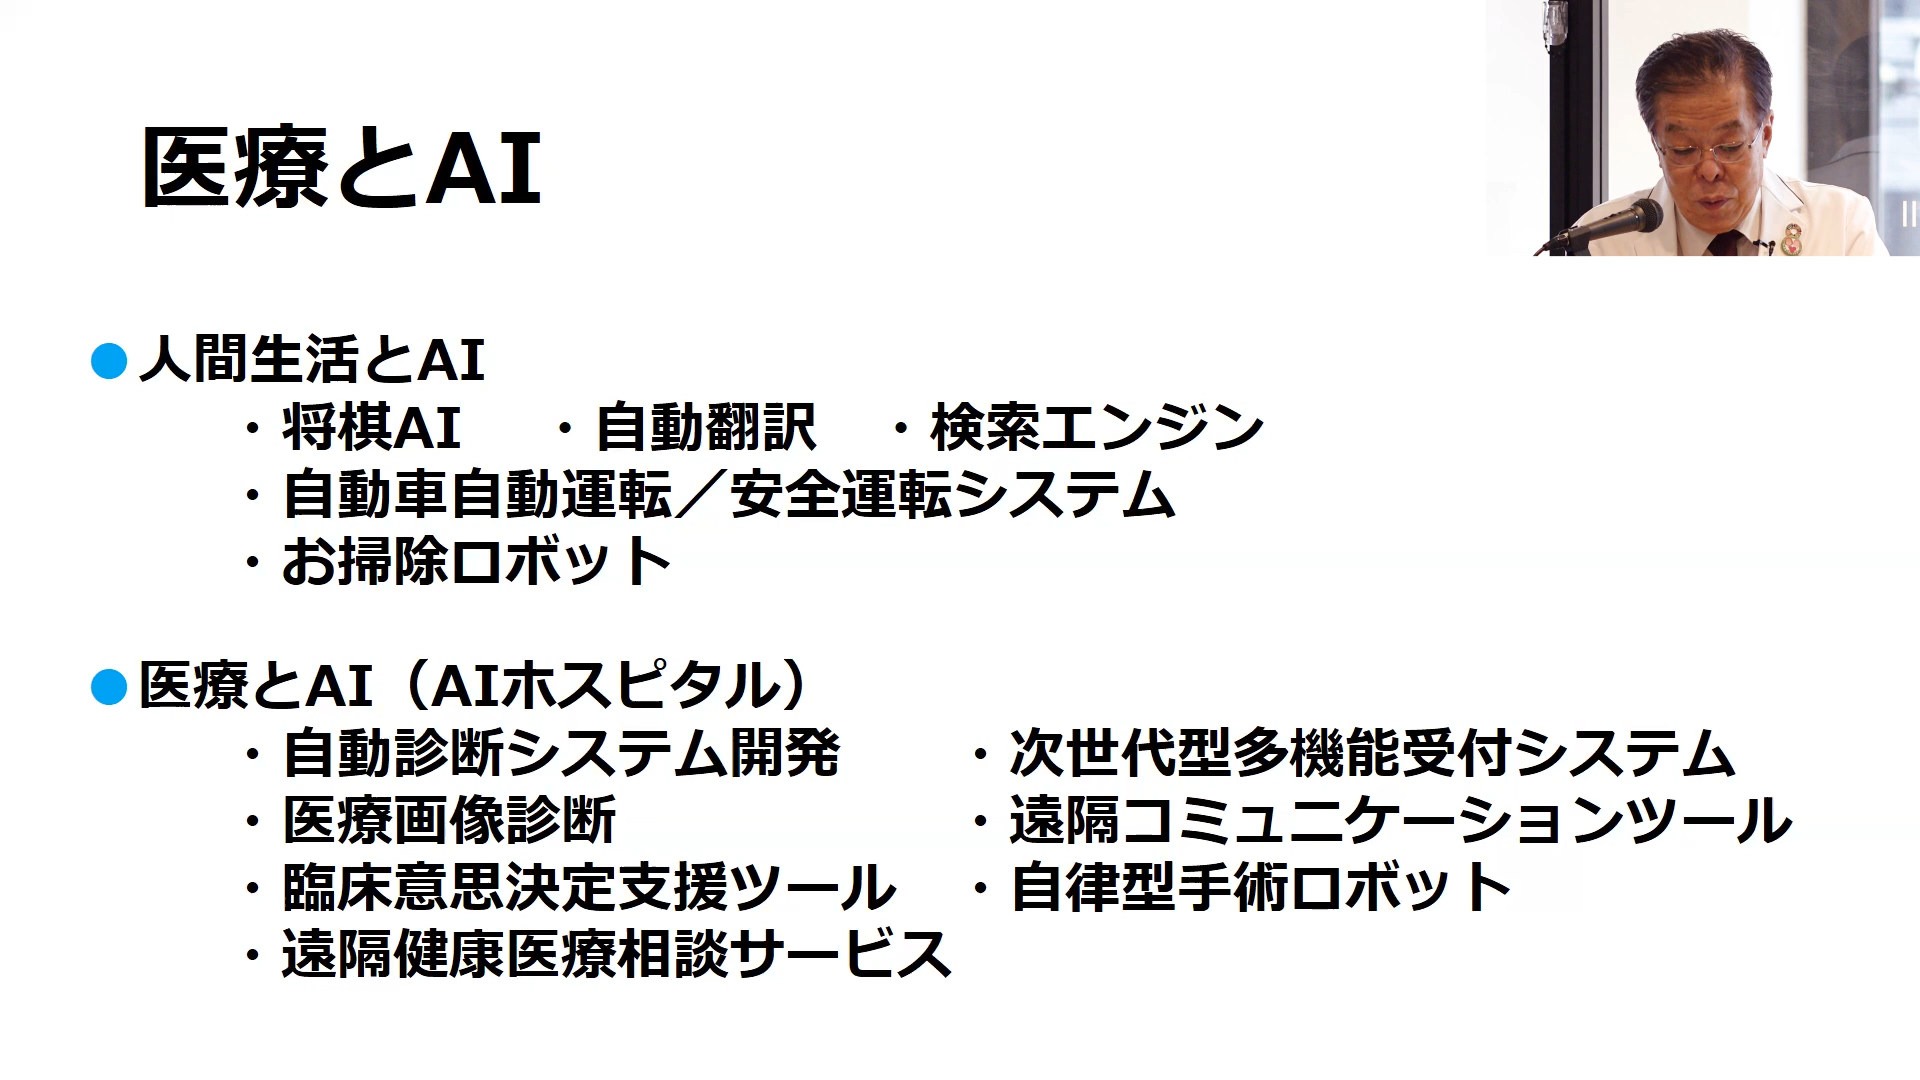 医療とAI
●人間生活とAI
・将棋AI ・自動翻訳 ・検索エンジン
・自動車自動運転／安全運転システム
・お掃除ロボット
●医療とAI（AIホスピタル）
・自動診断システム開発 ・次世代型多機能受付システム
・医療画像診断 ・遠隔コミュニケーションツール
・臨床意思決定支援ツール ・自律型手術ロボット
・遠隔健康医療相談サービス